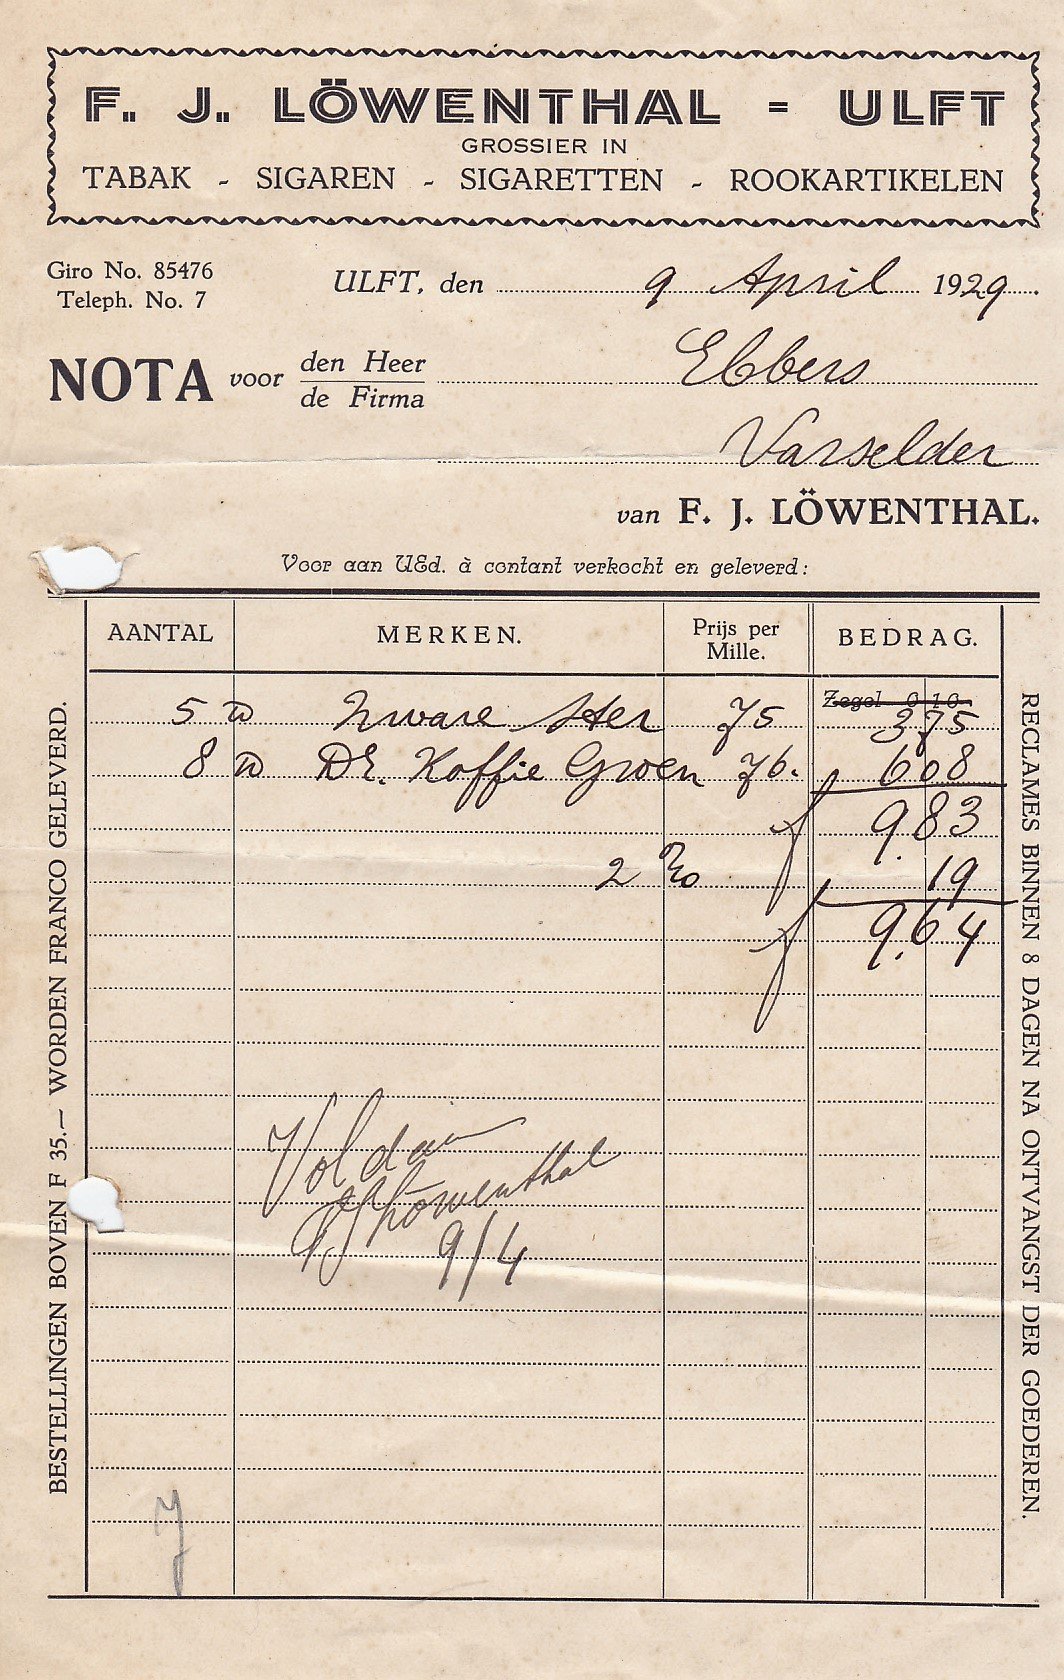 F. J. LÖWENTHAL - ULFT
GROSSIER IN
TABAK - SIGAREN - SIGARETTEN - ROOKARTIKELEN
Giro No. 85476
Teleph. No. 7
ULFT, den 9 April 1929.
NOTA voor den Heer
de Firma
Ebbers
Varselder
van F. J. LÖWENTHAL.
Voor aan UEd. à contant verkocht en geleverd:
AANTAL MERKEN. Prijs per Mille. BEDRAG.
Zegel 0 10
5 Zware Ster 75 3 75
8 DE. Koffie Groen 76. 6 08
f 9.83
2 % 19
f 9.64
Voldaan
FJLöwenthal
9/4
BESTELLINGEN BOVEN F 35.— WORDEN FRANCO GELEVERD.
RECLAMES BINNEN 8 DAGEN NA ONTVANGST DER GOEDEREN.